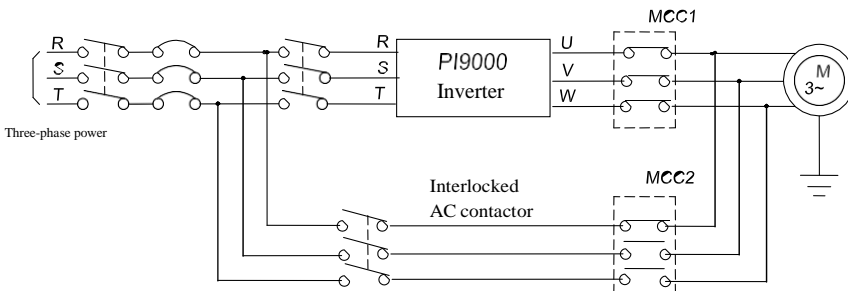 MCC1
R
S
T
R
S
T
PI9000
Inverter
U
V
W
M
3~
Three-phase power
Interlocked
AC contactor
MCC2